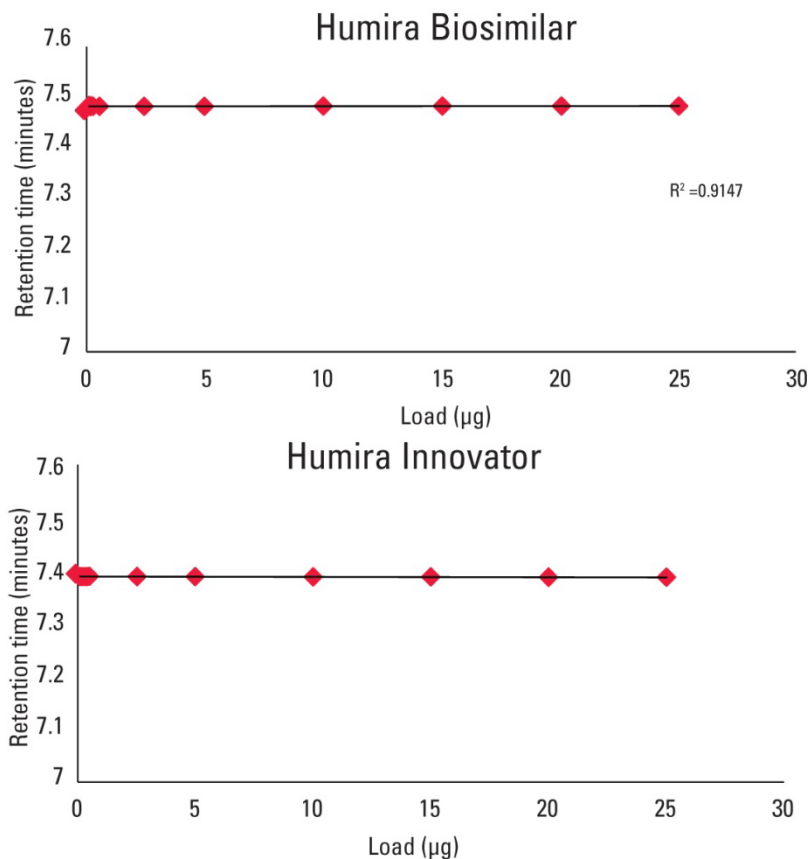 Humira Biosimilar
Retention time (minutes)
7.6
7.5
7.4
7.3
7.2
7.1
7
R² =0.9147
0 5 10 15 20 25 30
Load (µg)
Humira Innovator
Retention time (minutes)
7.6
7.5
7.4
7.3
7.2
7.1
7
0 5 10 15 20 25 30
Load (µg)